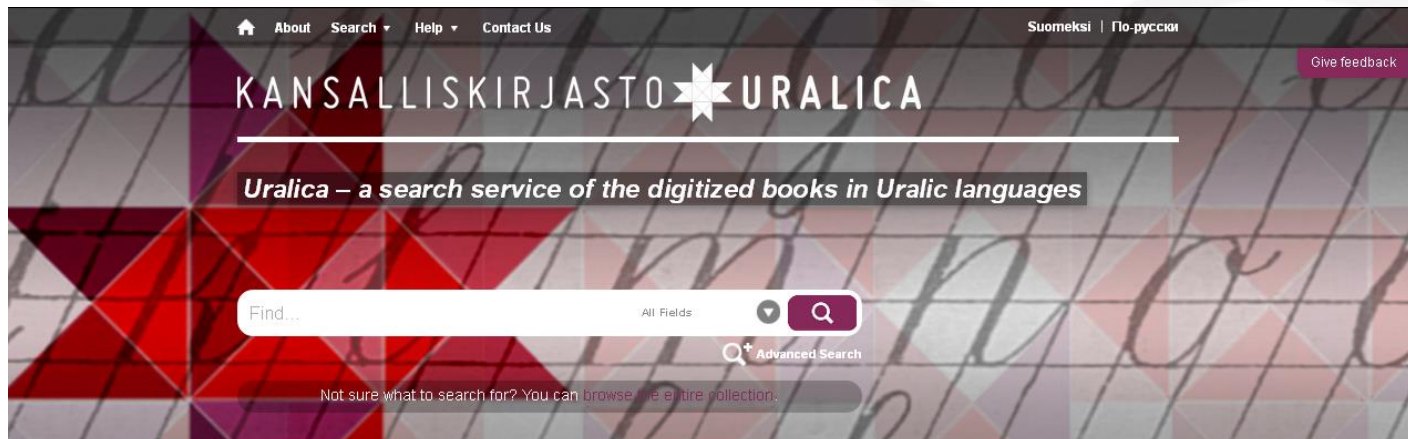 About Search Help Contact Us Suomeksi | По-русски
Give feedback
KANSALLISKIRJASTO URALICA
Uralica – a search service of the digitized books in Uralic languages
Find... All Fields
Advanced Search
Not sure what to search for? You can browse the entire collection.